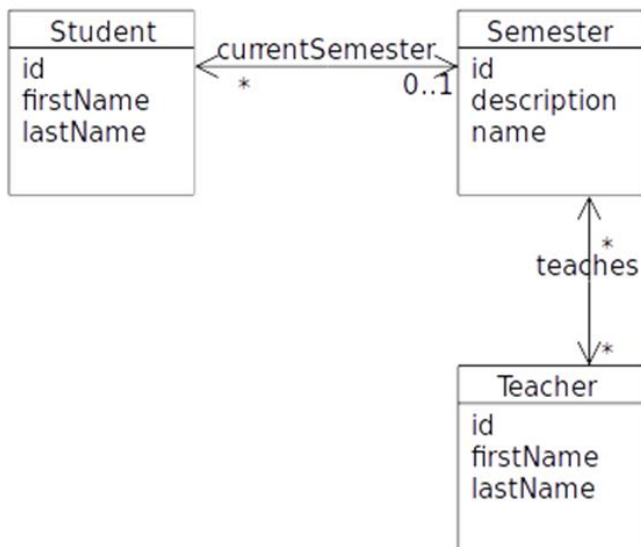 Student
id
firstName
lastName
currentSemester
*
0..1
Semester
id
description
name
*
teaches
*
Teacher
id
firstName
lastName